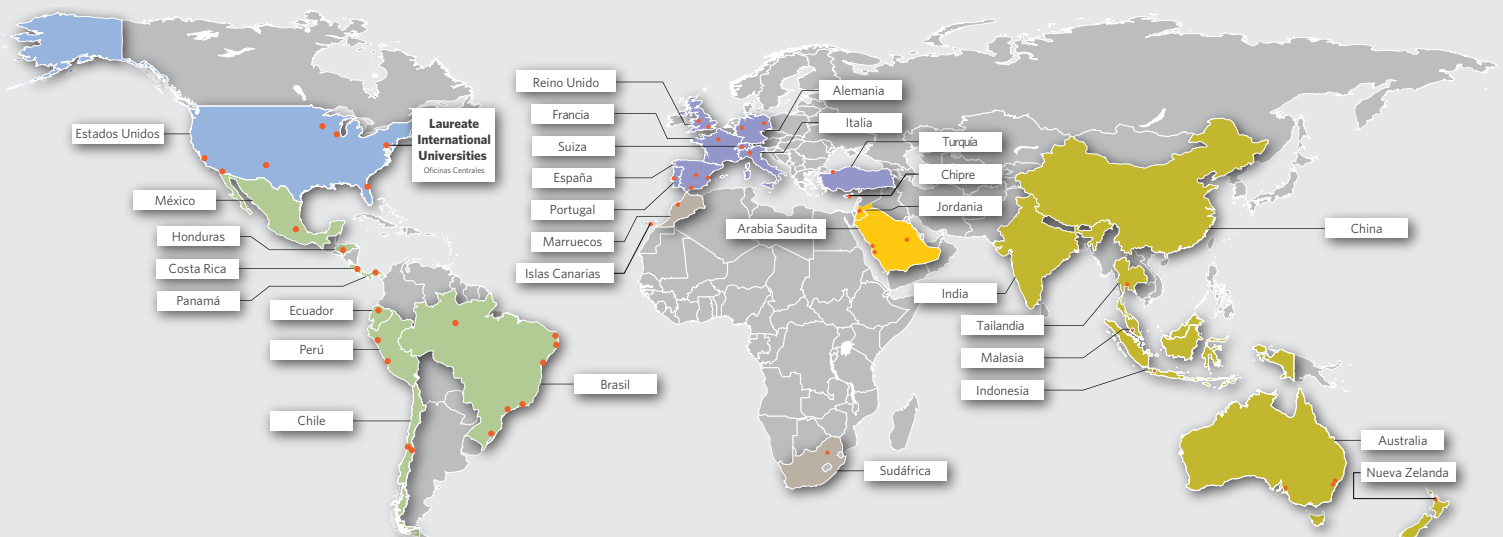 Estados Unidos
Laureate
International
Universities
Oficinas Centrales
México
Honduras
Costa Rica
Panamá
Ecuador
Perú
Chile
Brasil
Reino Unido
Francia
Suiza
España
Portugal
Marruecos
Islas Canarias
Alemania
Italia
Turquía
Chipre
Jordania
Arabia Saudita
India
Tailandia
Malasia
Indonesia
China
Sudáfrica
Australia
Nueva Zelanda